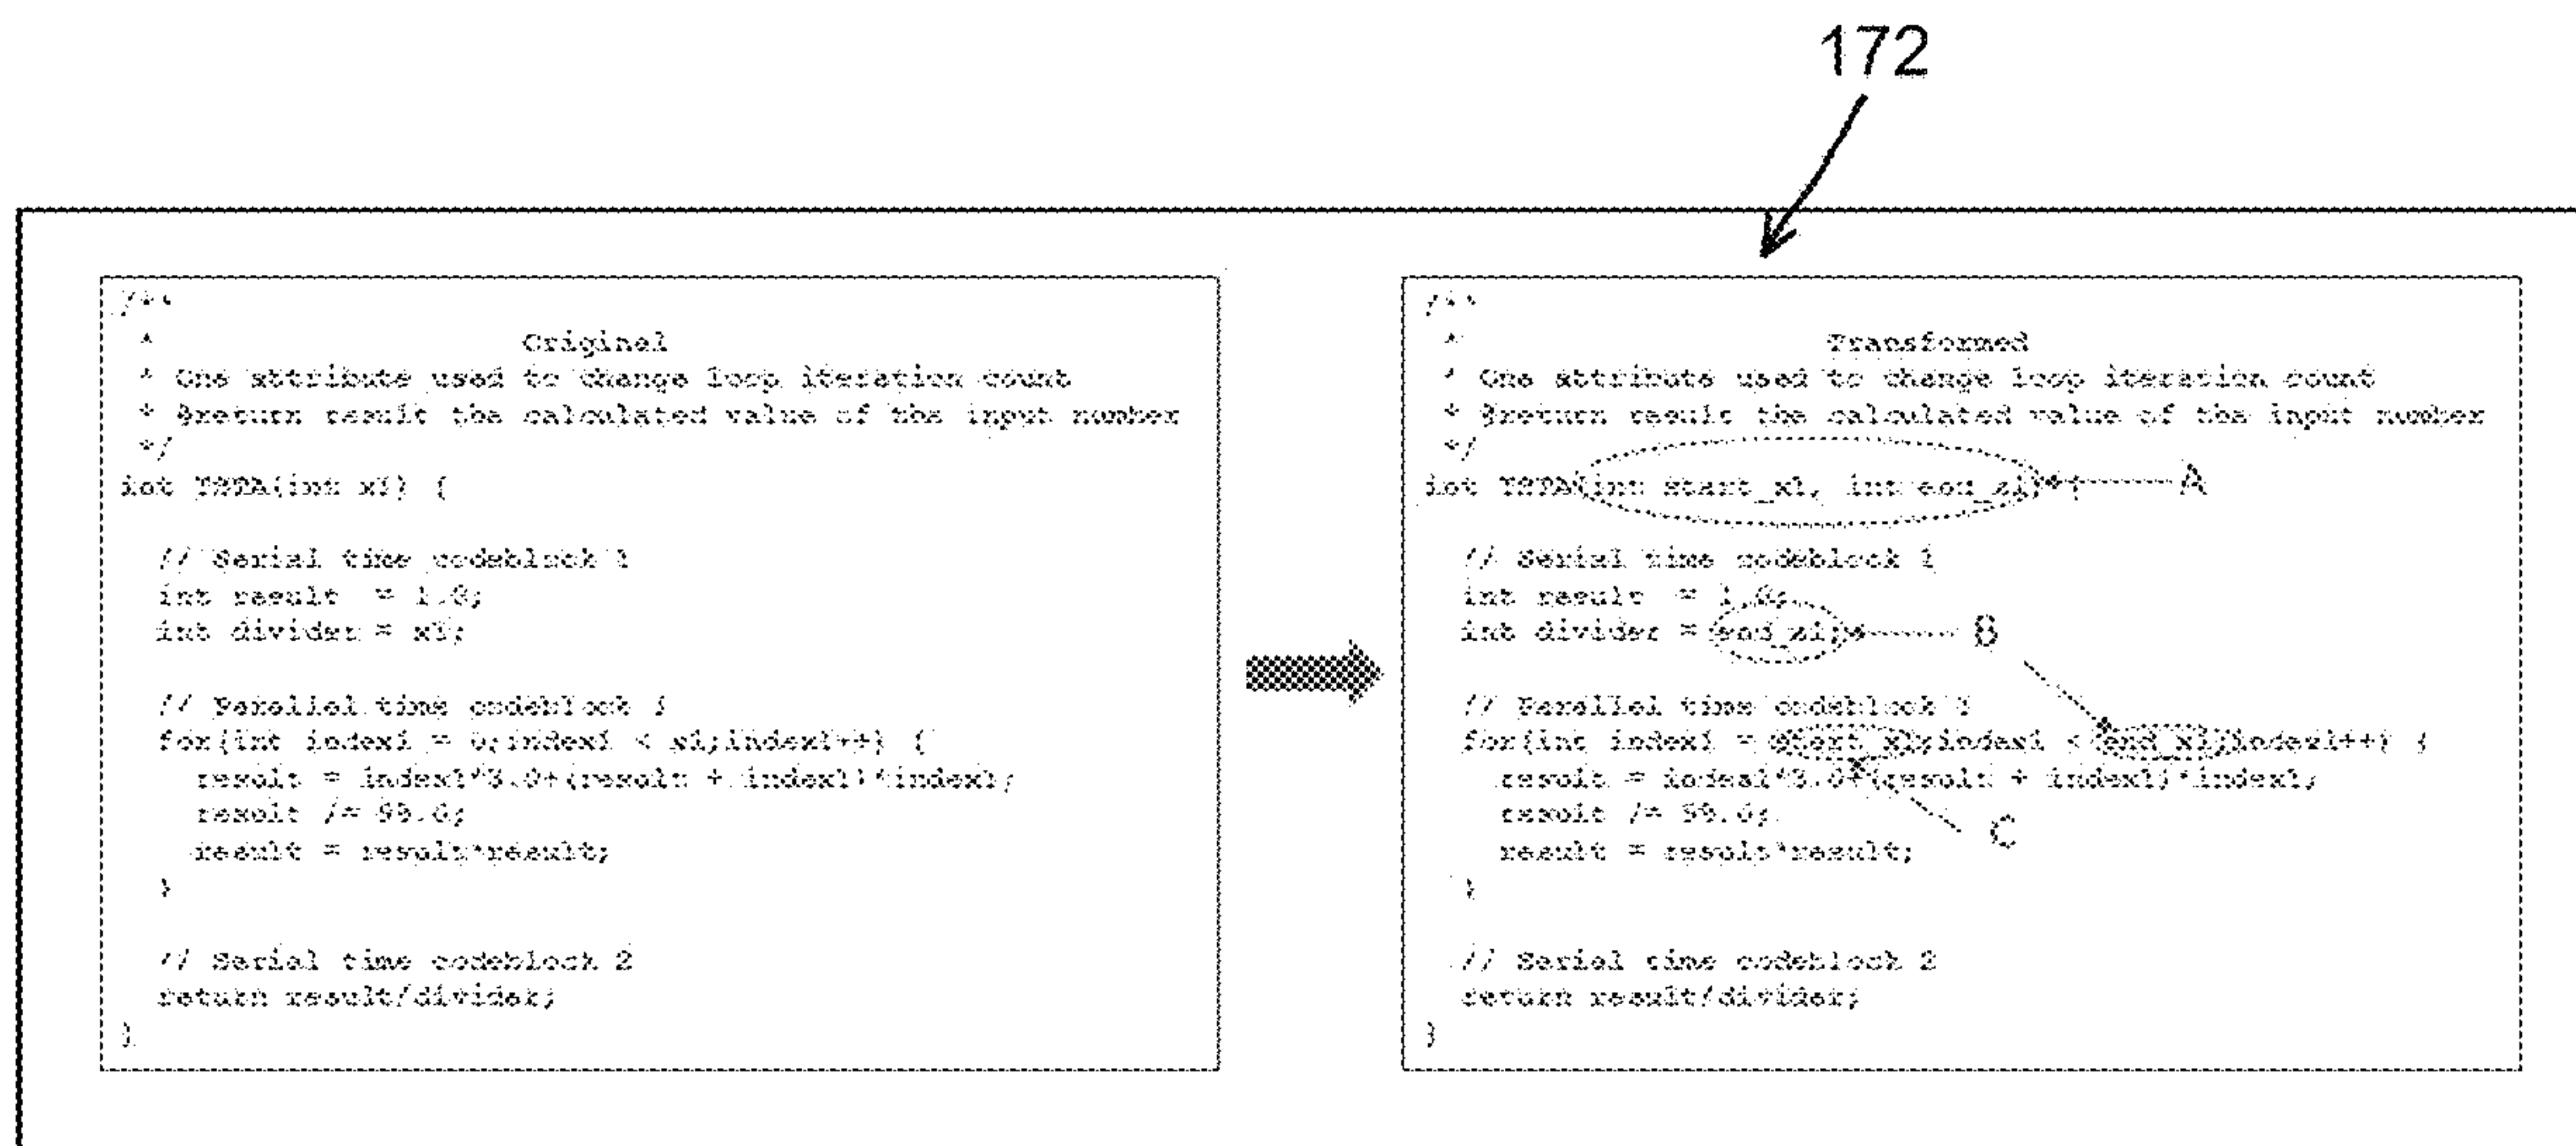 172
/**
*
Original
* One attribute used to change loop iteration count
* @return result the calculated value of the input number
*/
int TSTA(int x1) {
// Serial time codeblock 1
int result = 1.0;
int divider = x1;
// Parallel time codeblock 1
for(int index1 = 0;index1 < x1;index1++) {
result = index1*3.0+(result + index1)*index1;
result /= 99.0;
result = result*result;
}
// Serial time codeblock 2
return result/divider;
}
/**
*
Transformed
* One attribute used to change loop iteration count
* @return result the calculated value of the input number
*/
int TSTA(int start_x1, int end_x1) {
A
// Serial time codeblock 1
int result = 1.0;
int divider = end_x1;
B
// Parallel time codeblock 1
for(int index1 = start_x1;index1 < end_x1;index1++) {
result = index1*3.0+(result + index1)*index1;
result /= 99.0;
C
result = result*result;
}
// Serial time codeblock 2
return result/divider;
}